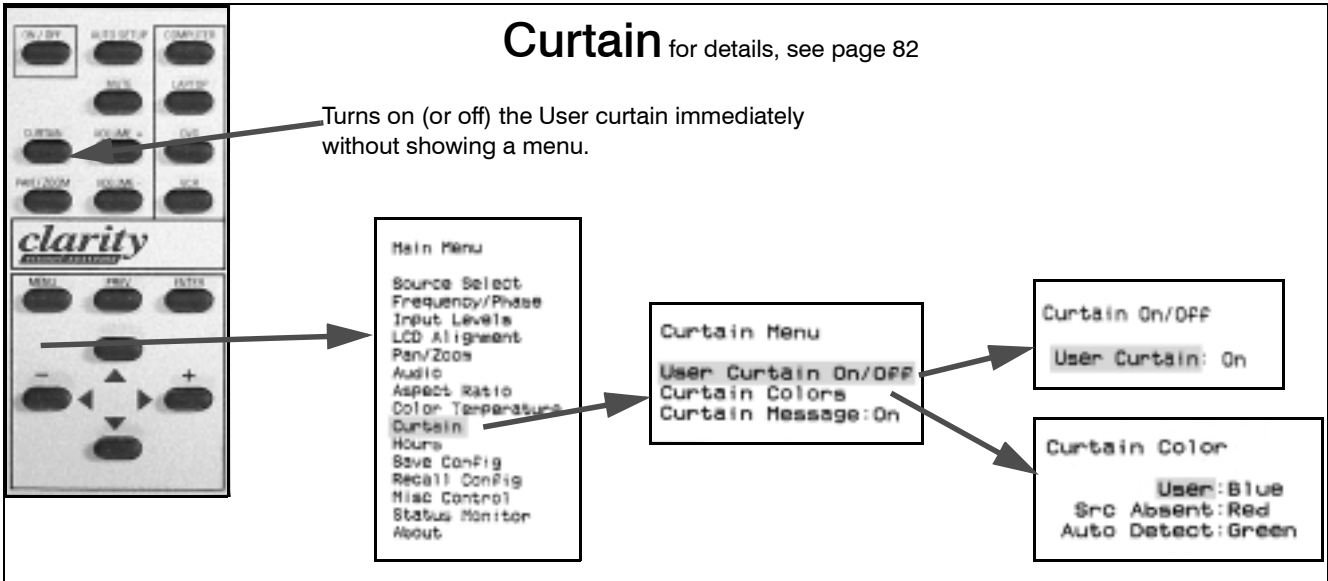 Curtain for details, see page 82
Turns on (or off) the User curtain immediately
without showing a menu.
ON / OFF AUTO SETUP COMPUTER
MUTE LAPTOP
CURTAIN VOLUME + DVD
PAN / ZOOM VOLUME - VCR
clarity
MENU PREV ENTER
- +
Main Menu
Source Select
Frequency/Phase
Input Levels
LCD Alignment
Pan/Zoom
Audio
Aspect Ratio
Color Temperature
Curtain
Hours
Save Config
Recall Config
Misc Control
Status Monitor
About
Curtain Menu
User Curtain On/Off
Curtain Colors
Curtain Message:On
Curtain On/Off
User Curtain: On
Curtain Color
User:Blue
Src Absent:Red
Auto Detect:Green